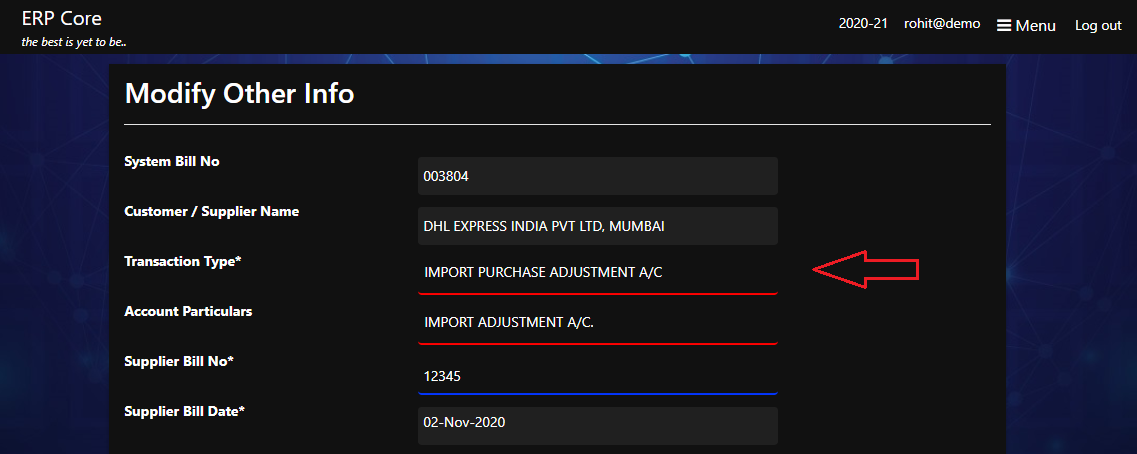 ERP Core
the best is yet to be..
2020-21 rohit@demo Menu Log out
Modify Other Info
System Bill No
003804
Customer / Supplier Name
DHL EXPRESS INDIA PVT LTD, MUMBAI
Transaction Type*
IMPORT PURCHASE ADJUSTMENT A/C
Account Particulars
IMPORT ADJUSTMENT A/C.
Supplier Bill No*
12345
Supplier Bill Date*
02-Nov-2020